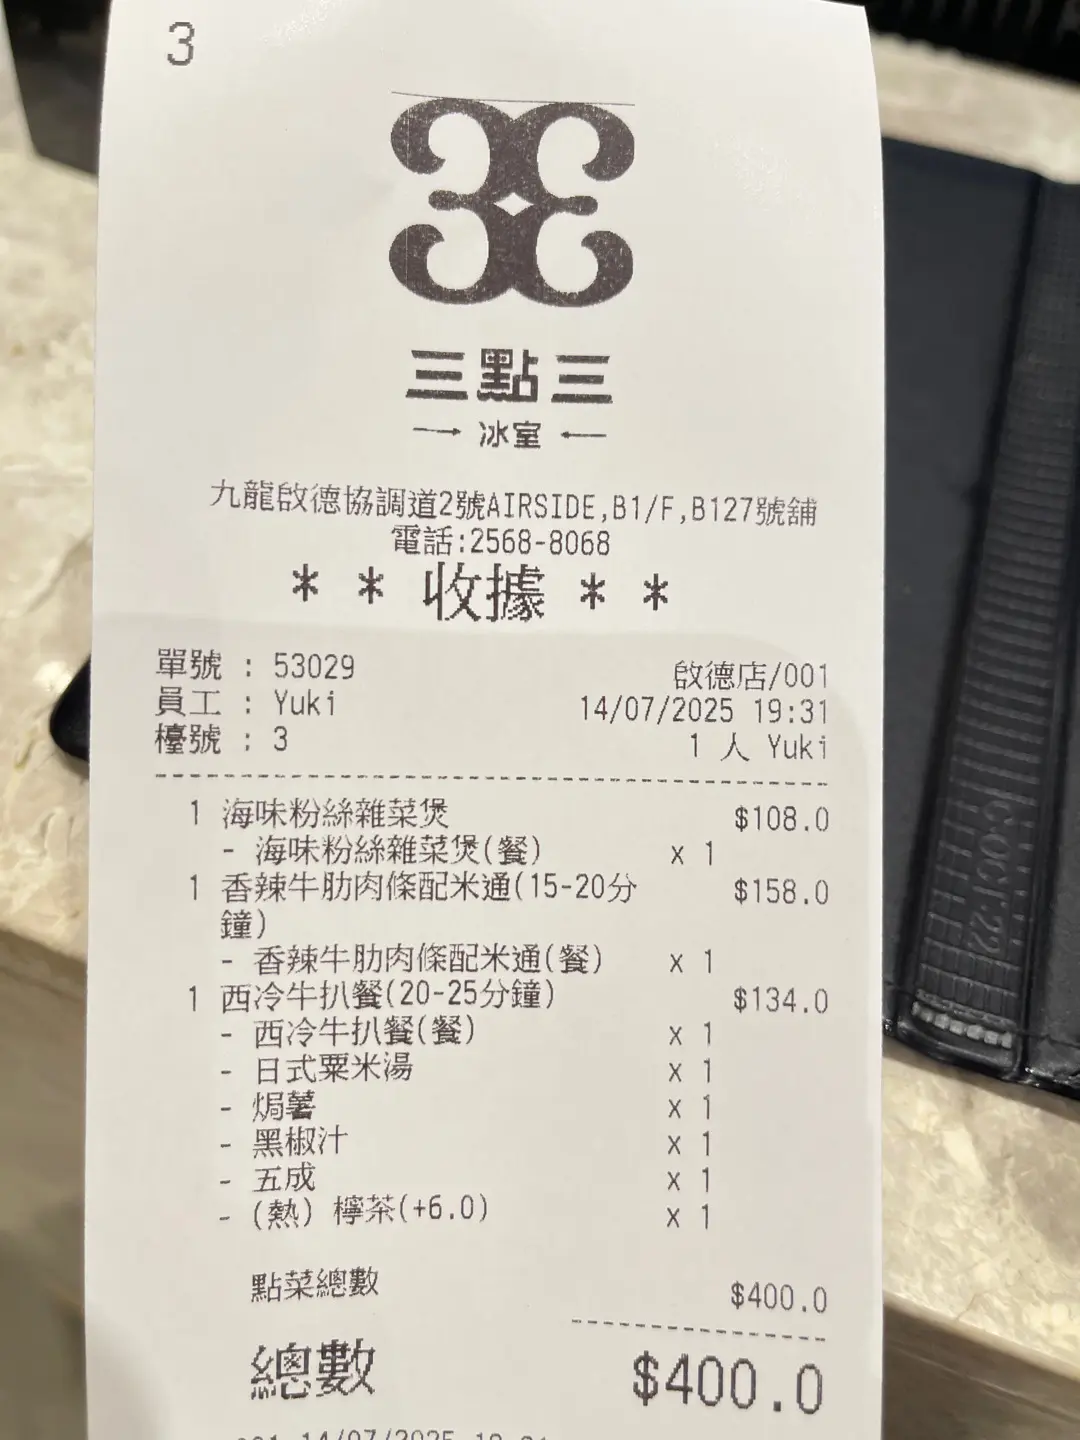 3
三點三
冰室
九龍啟德協調道2號AIRSIDE,B1/F,B127號舖
電話:2568-8068
* * 收據 * *
單號 : 53029 啟德店/001
員工 : Yuki 14/07/2025 19:31
檯號 : 3 1 人 Yuki
1 海味粉絲雜菜煲 $108.0
- 海味粉絲雜菜煲(餐) x 1
1 香辣牛肋肉條配米通(15-20分 $158.0
鐘)
- 香辣牛肋肉條配米通(餐) x 1
1 西冷牛扒餐(20-25分鐘) $134.0
- 西冷牛扒餐(餐) x 1
- 日式粟米湯 x 1
- 焗薯 x 1
- 黑椒汁 x 1
- 五成 x 1
- (熱) 檸茶(+6.0) x 1
點菜總數 $400.0
總數 $400.0
14/07/2025